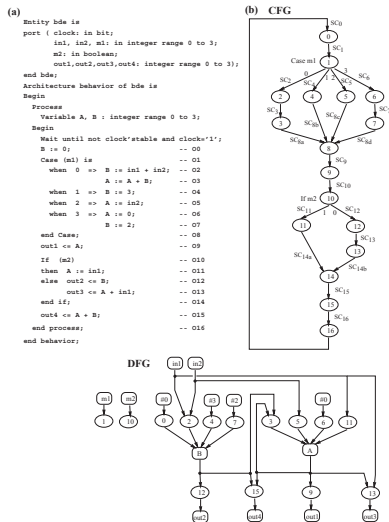 (a)
Entity bde is
port ( clock: in bit;
in1, in2, m1: in integer range 0 to 3;
m2: in boolean;
out1,out2,out3,out4: integer range 0 to 3);
end bde;
Architecture behavior of bde is
Begin
Process
Variable A, B : integer range 0 to 3;
Begin
Wait until not clock'stable and clock='1';
B := 0; -- O0
Case (m1) is -- O1
when 0 => B := in1 + in2; -- O2
A := A + B; -- O3
when 1 => B := 3; -- O4
when 2 => A := in2; -- O5
when 3 => A := 0; -- O6
B := 2; -- O7
end Case; -- O8
out1 <= A; -- O9
If (m2) -- O10
then A := in1; -- O11
else out2 <= B; -- O12
out3 <= A + in1; -- O13
end if; -- O14
out4 <= A + B; -- O15
end process; -- O16
end behavior;
(b) CFG
SC0
0
SC1
Case m1 1
0 1 2 3
SC2 SC4 SC5 SC6
2 4 5 6
SC3 SC7
3 7
SC8a SC8b SC8c SC8d
8
SC9
9
SC10
If m2 10
SC11 1 0 SC12
11 12
SC13
13
SC14a SC14b
14
SC15
15
SC16
16
DFG
in1 in2
m1 m2 #0 #3 #2 #0
1 10 0 2 4 7 3 5 6 11
B A
12 15 9 13
out2 out4 out1 out3